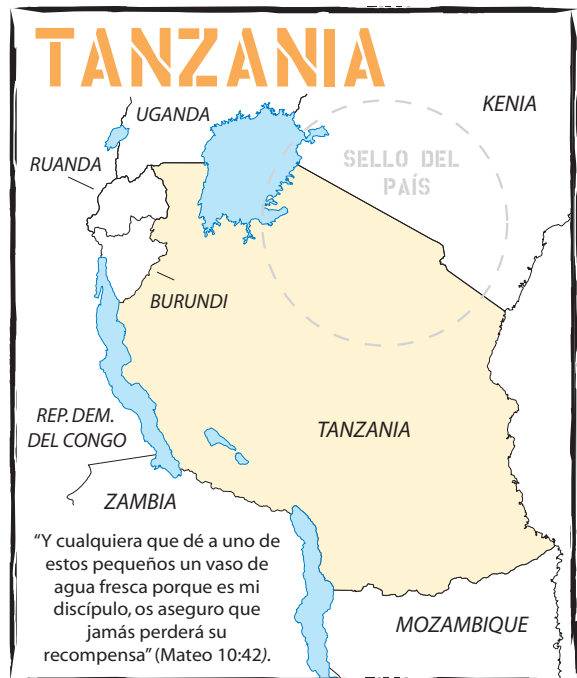 TANZANIA
UGANDA
KENIA
RUANDA
SELLO DEL
PAÍS
BURUNDI
REP. DEM.
DEL CONGO
TANZANIA
ZAMBIA
“Y cualquiera que dé a uno de
estos pequeños un vaso de
agua fresca porque es mi
discípulo, os aseguro que
jamás perderá su
recompensa” (Mateo 10:42).
MOZAMBIQUE